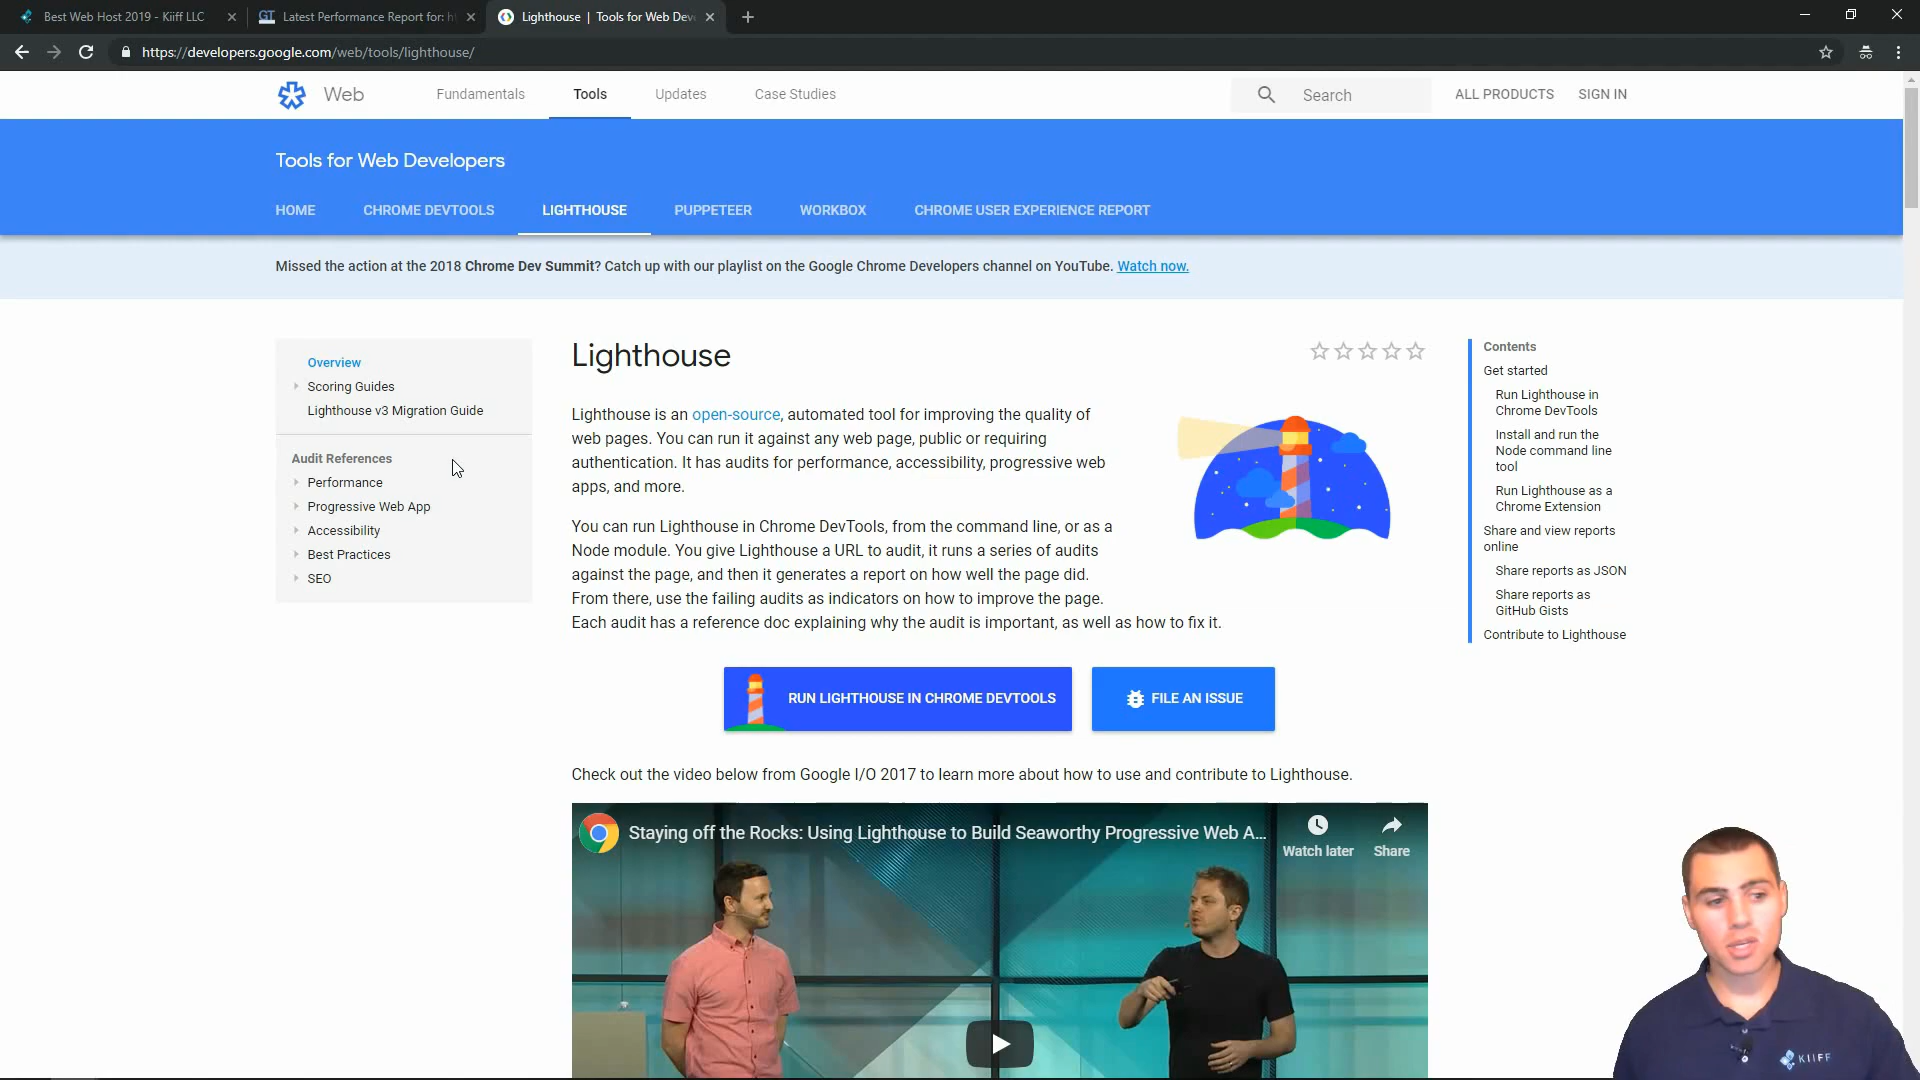 Best Web Host 2019 - Kiiff LLC
GT Latest Performance Report for:
Lighthouse | Tools for Web Dev
https://developers.google.com/web/tools/lighthouse/
Web
Fundamentals
Tools
Updates
Case Studies
Search
ALL PRODUCTS
SIGN IN
Tools for Web Developers
HOME
CHROME DEVTOOLS
LIGHTHOUSE
PUPPETEER
WORKBOX
CHROME USER EXPERIENCE REPORT
Missed the action at the 2018 Chrome Dev Summit? Catch up with our playlist on the Google Chrome Developers channel on YouTube. Watch now.
Overview
Scoring Guides
Lighthouse v3 Migration Guide
Audit References
Performance
Progressive Web App
Accessibility
Best Practices
SEO
Lighthouse
Lighthouse is an open-source, automated tool for improving the quality of
web pages. You can run it against any web page, public or requiring
authentication. It has audits for performance, accessibility, progressive web
apps, and more.
You can run Lighthouse in Chrome DevTools, from the command line, or as a
Node module. You give Lighthouse a URL to audit, it runs a series of audits
against the page, and then it generates a report on how well the page did.
From there, use the failing audits as indicators on how to improve the page.
Each audit has a reference doc explaining why the audit is important, as well as how to fix it.
RUN LIGHTHOUSE IN CHROME DEVTOOLS
FILE AN ISSUE
Check out the video below from Google I/O 2017 to learn more about how to use and contribute to Lighthouse.
Staying off the Rocks: Using Lighthouse to Build Seaworthy Progressive Web A...
Watch later
Share
Contents
Get started
Run Lighthouse in
Chrome DevTools
Install and run the
Node command line
tool
Run Lighthouse as a
Chrome Extension
Share and view reports
online
Share reports as JSON
Share reports as
GitHub Gists
Contribute to Lighthouse
KIIFF